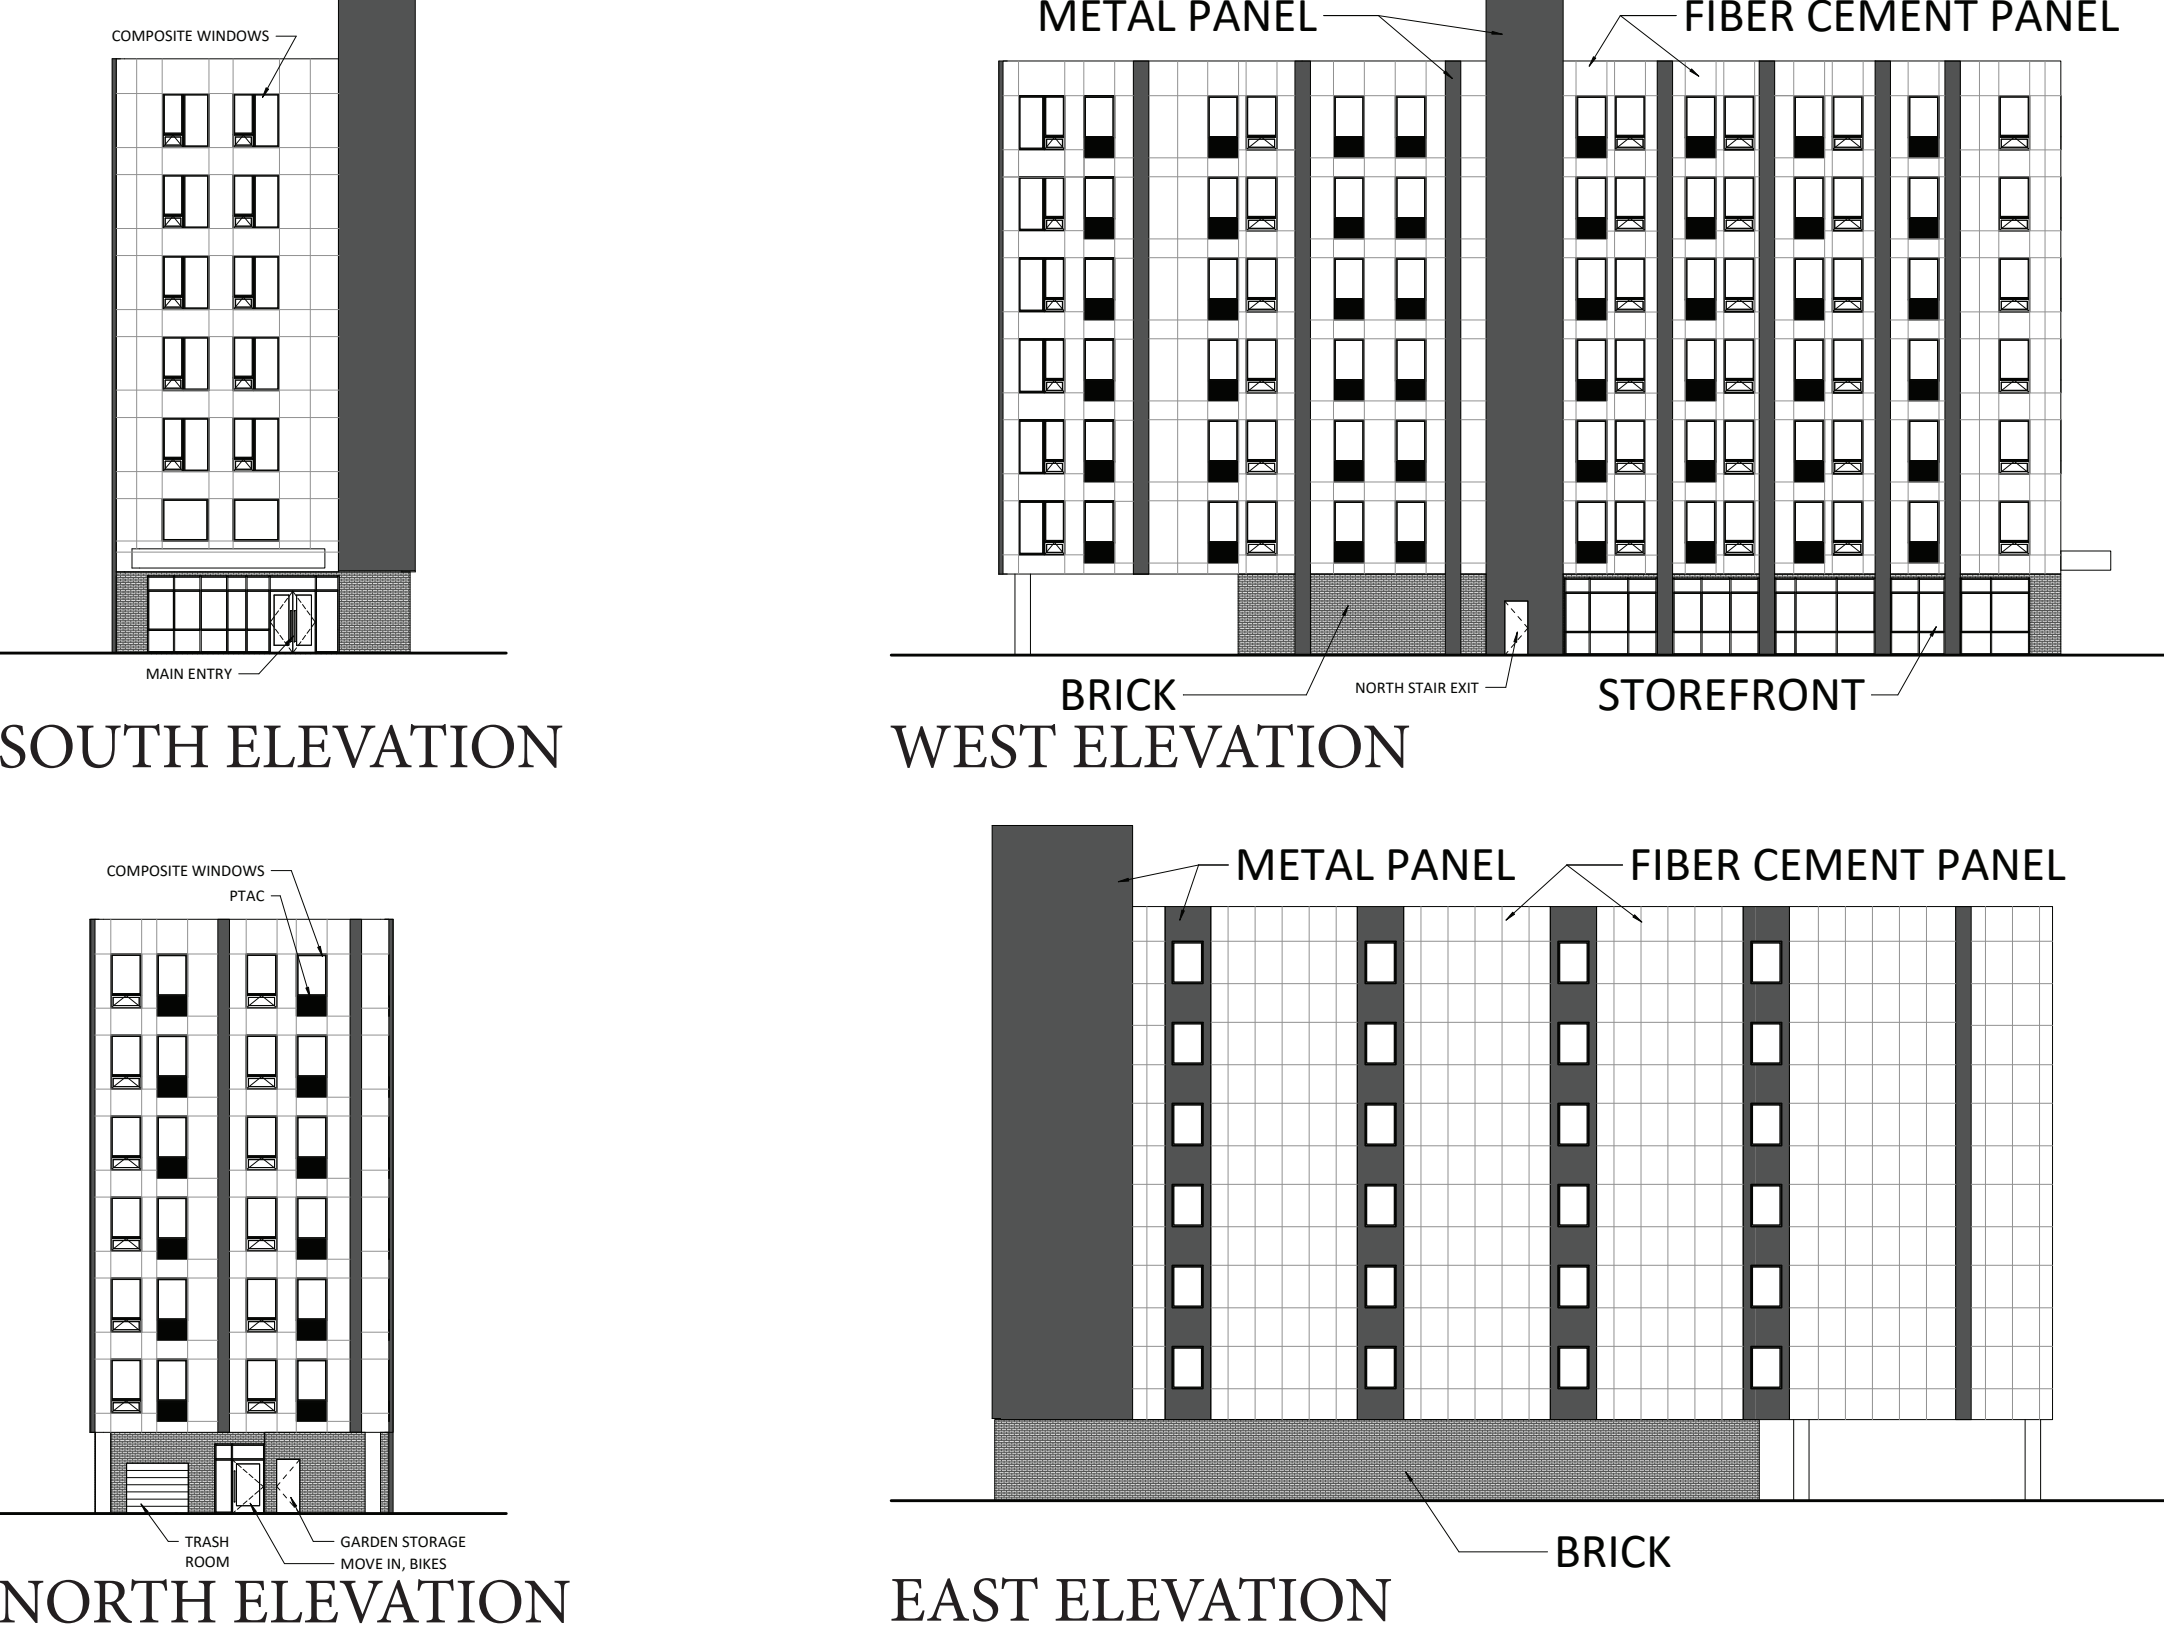 COMPOSITE WINDOWS
MAIN ENTRY
SOUTH ELEVATION
METAL PANEL
FIBER CEMENT PANEL
BRICK
NORTH STAIR EXIT
STOREFRONT
WEST ELEVATION
COMPOSITE WINDOWS
PTAC
TRASH
ROOM
GARDEN STORAGE
MOVE IN, BIKES
NORTH ELEVATION
METAL PANEL
FIBER CEMENT PANEL
BRICK
EAST ELEVATION